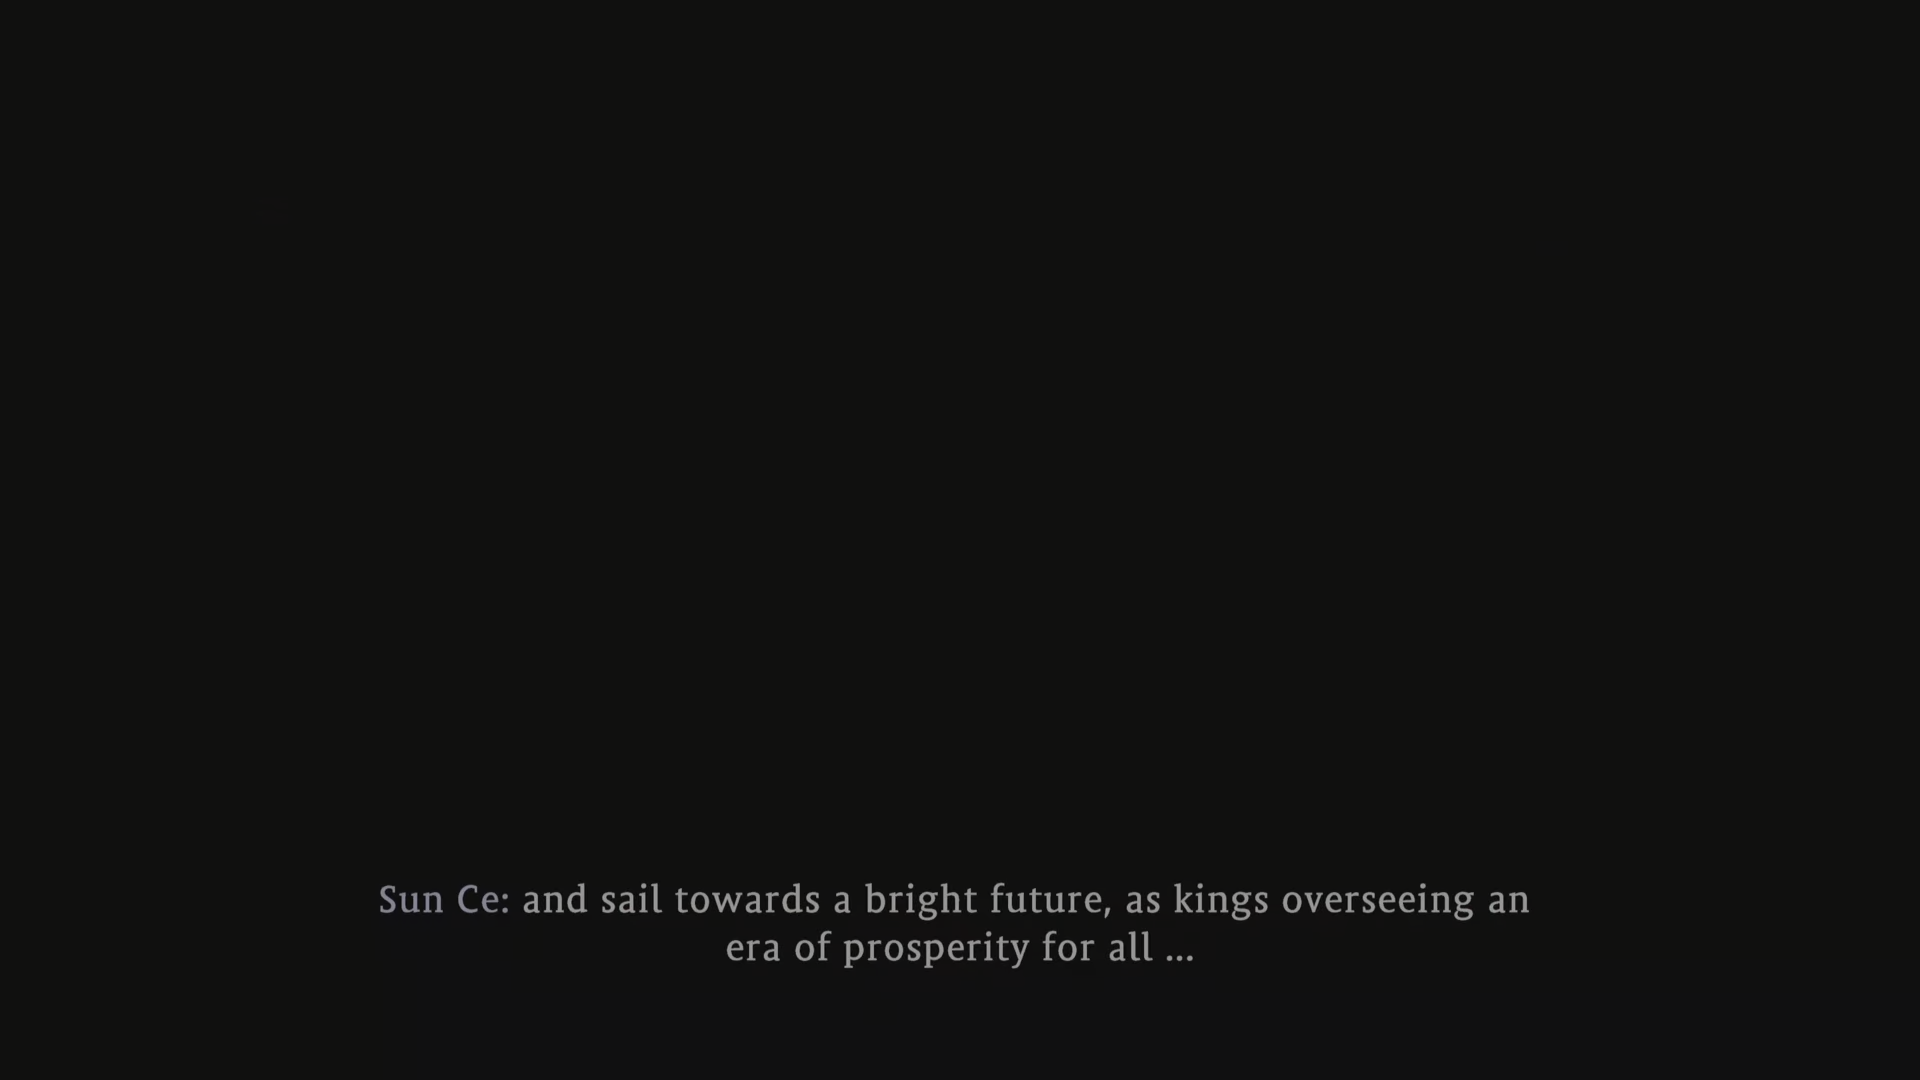 Sun Ce: and sail towards a bright future, as kings overseeing an
era of prosperity for all ...